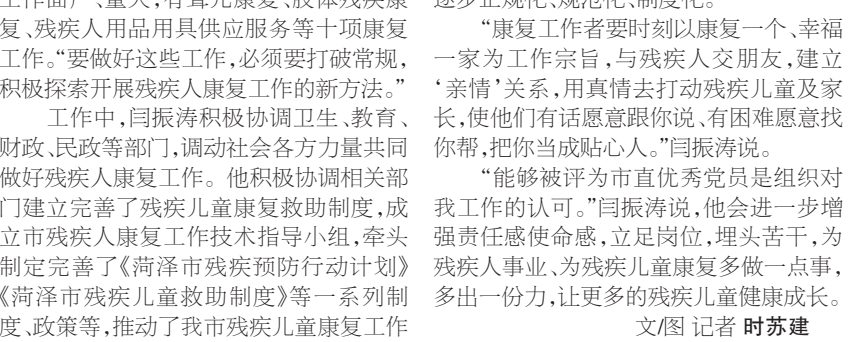 工作面广、量大,有聋儿康复、肢体残疾康
复、残疾人用品用具供应服务等十项康复
工作。“要做好这些工作,必须要打破常规,
积极探索开展残疾人康复工作的新方法。”
工作中,闫振涛积极协调卫生、教育、
财政、民政等部门,调动社会各方力量共同
做好残疾人康复工作。他积极协调相关部
门建立完善了残疾儿童康复救助制度,成
立市残疾人康复工作技术指导小组,牵头
制定完善了《菏泽市残疾预防行动计划》
《菏泽市残疾儿童救助制度》等一系列制
度、政策等,推动了我市残疾儿童康复工作
逐步正规化、规范化、制度化。
“康复工作者要时刻以康复一个、幸福
一家为工作宗旨,与残疾人交朋友,建立
‘亲情’关系,用真情去打动残疾儿童及家
长,使他们有话愿意跟你说、有困难愿意找
你帮,把你当成贴心人。”闫振涛说。
“能够被评为市直优秀党员是组织对
我工作的认可。”闫振涛说,他会进一步增
强责任感使命感,立足岗位,埋头苦干,为
残疾人事业、为残疾儿童康复多做一点事,
多出一份力,让更多的残疾儿童健康成长。
文/图 记者 时苏建